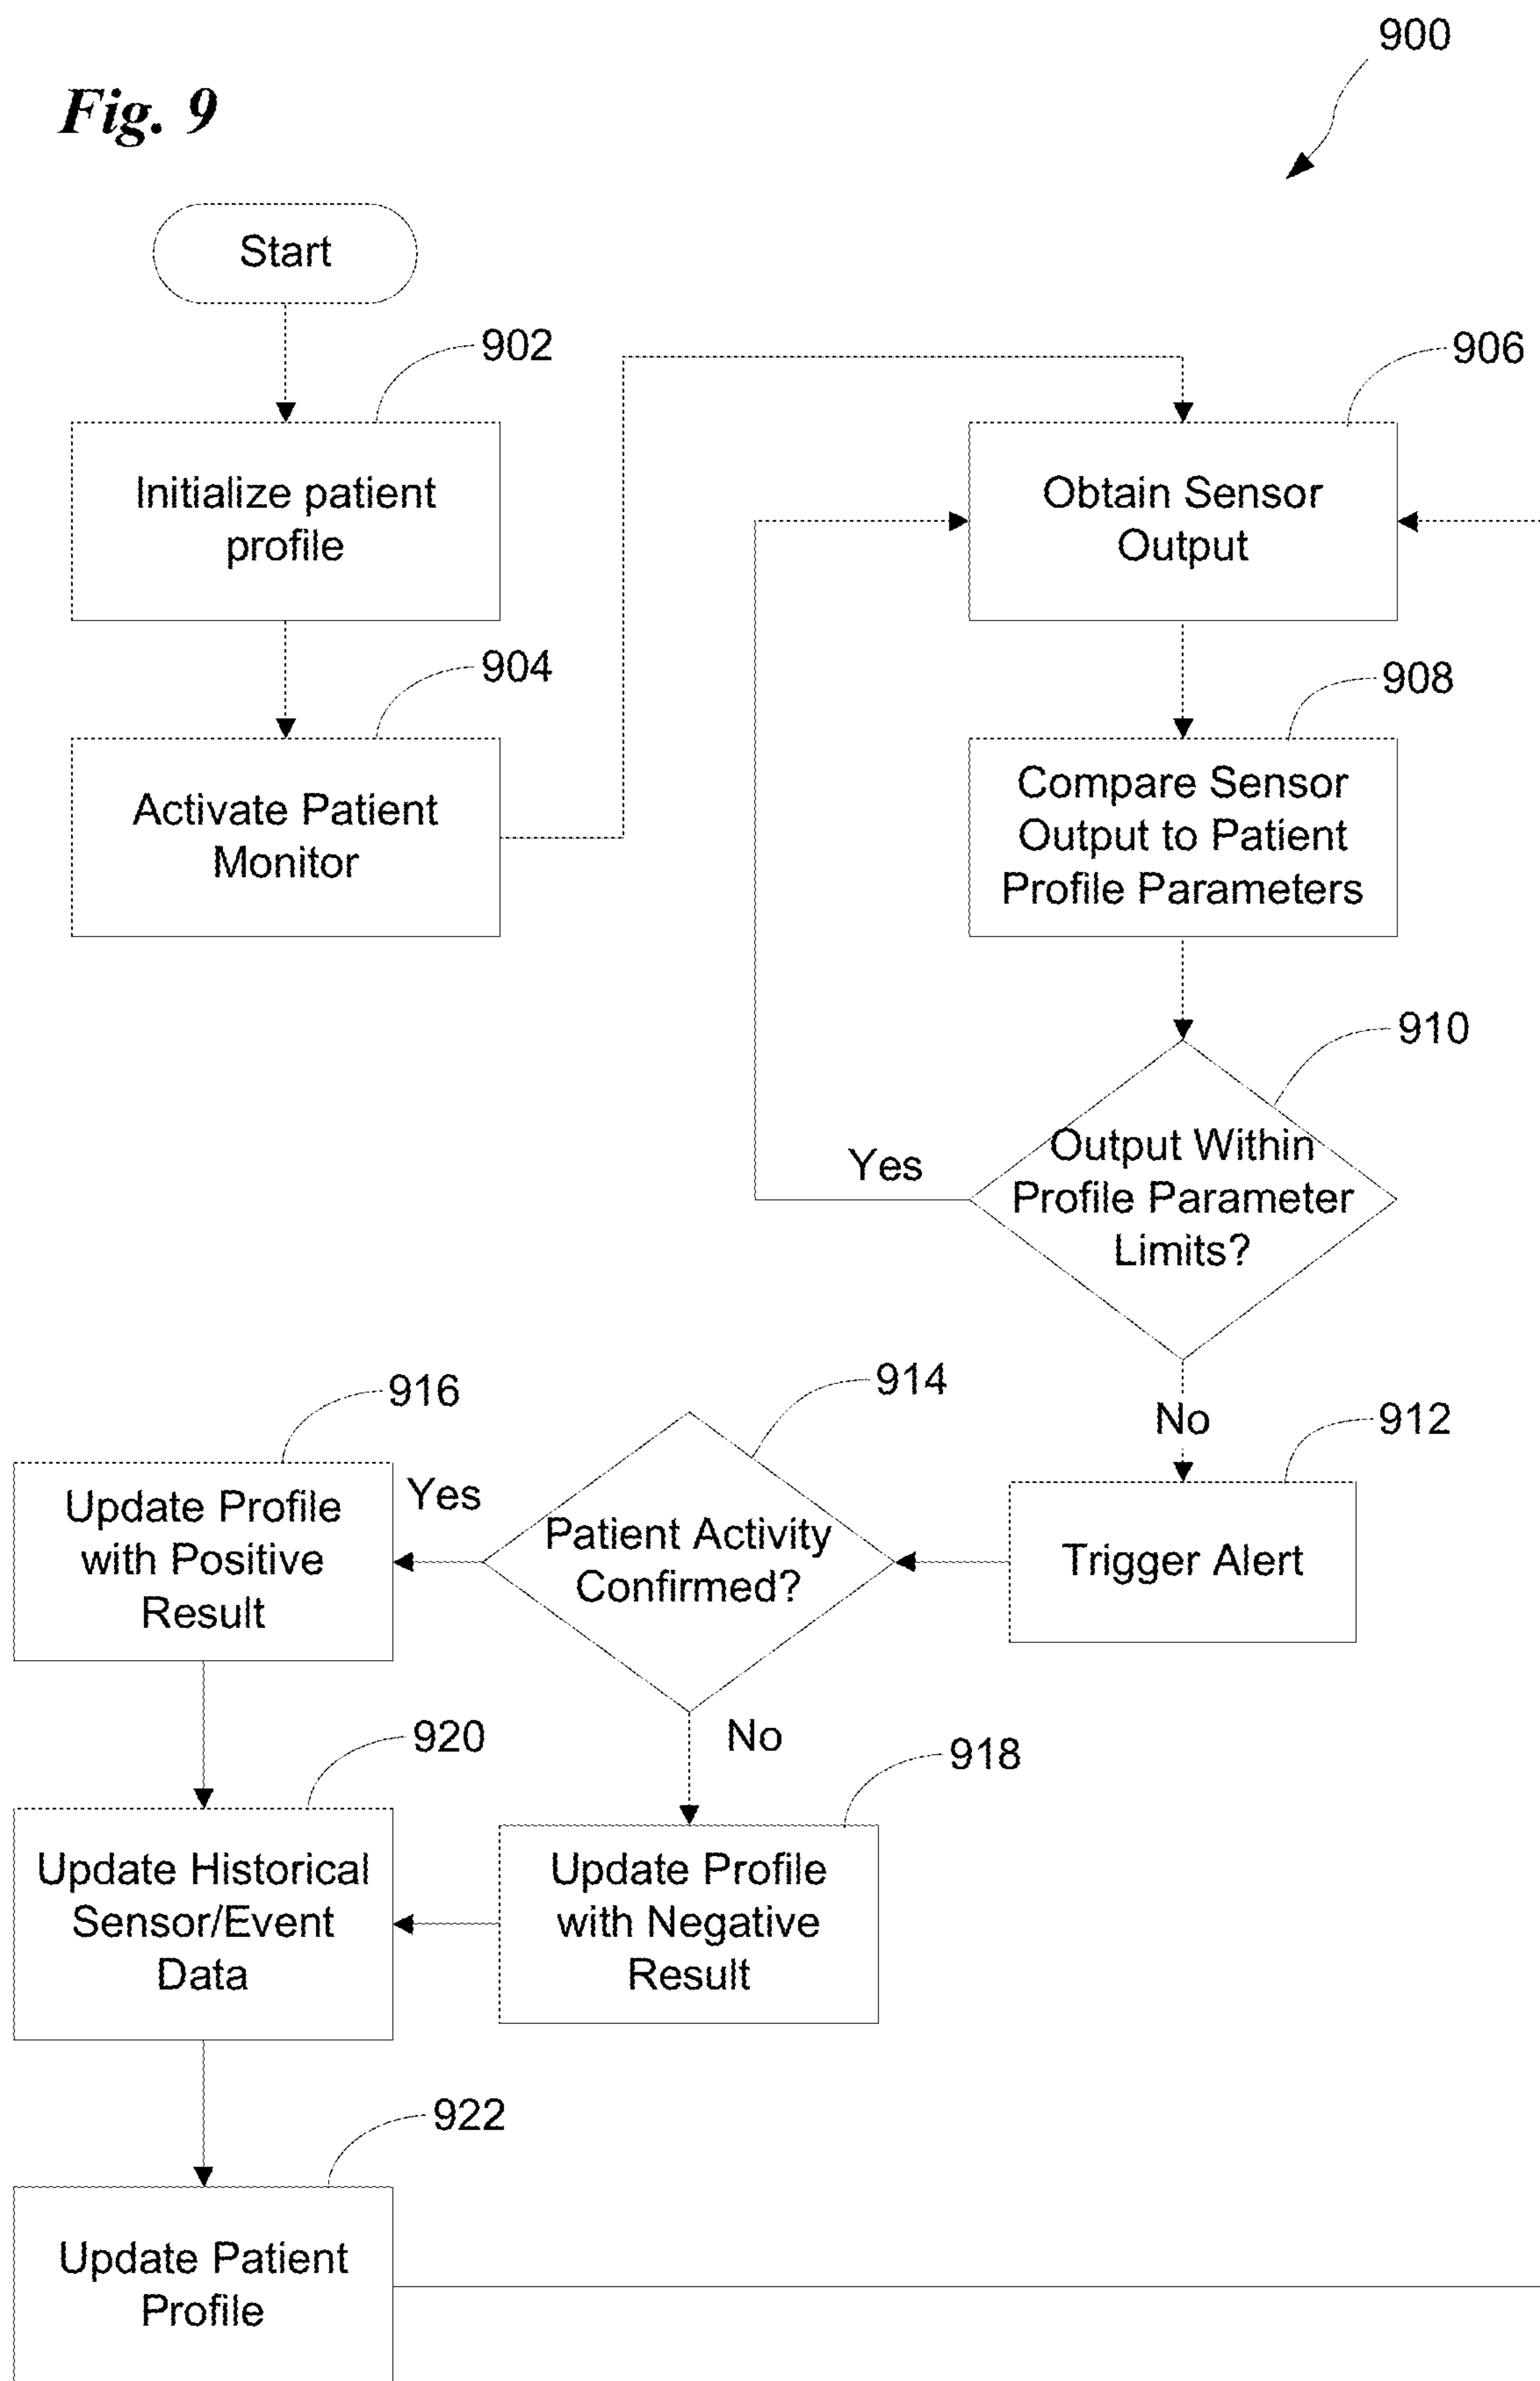 900
Fig. 9
Start
902
Initialize patient
profile
904
Activate Patient
Monitor
906
Obtain Sensor
Output
908
Compare Sensor
Output to Patient
Profile Parameters
910
Output Within
Profile Parameter
Limits?
Yes
No
912
Trigger Alert
914
Patient Activity
Confirmed?
Yes
No
916
Update Profile
with Positive
Result
918
Update Profile
with Negative
Result
920
Update Historical
Sensor/Event
Data
922
Update Patient
Profile